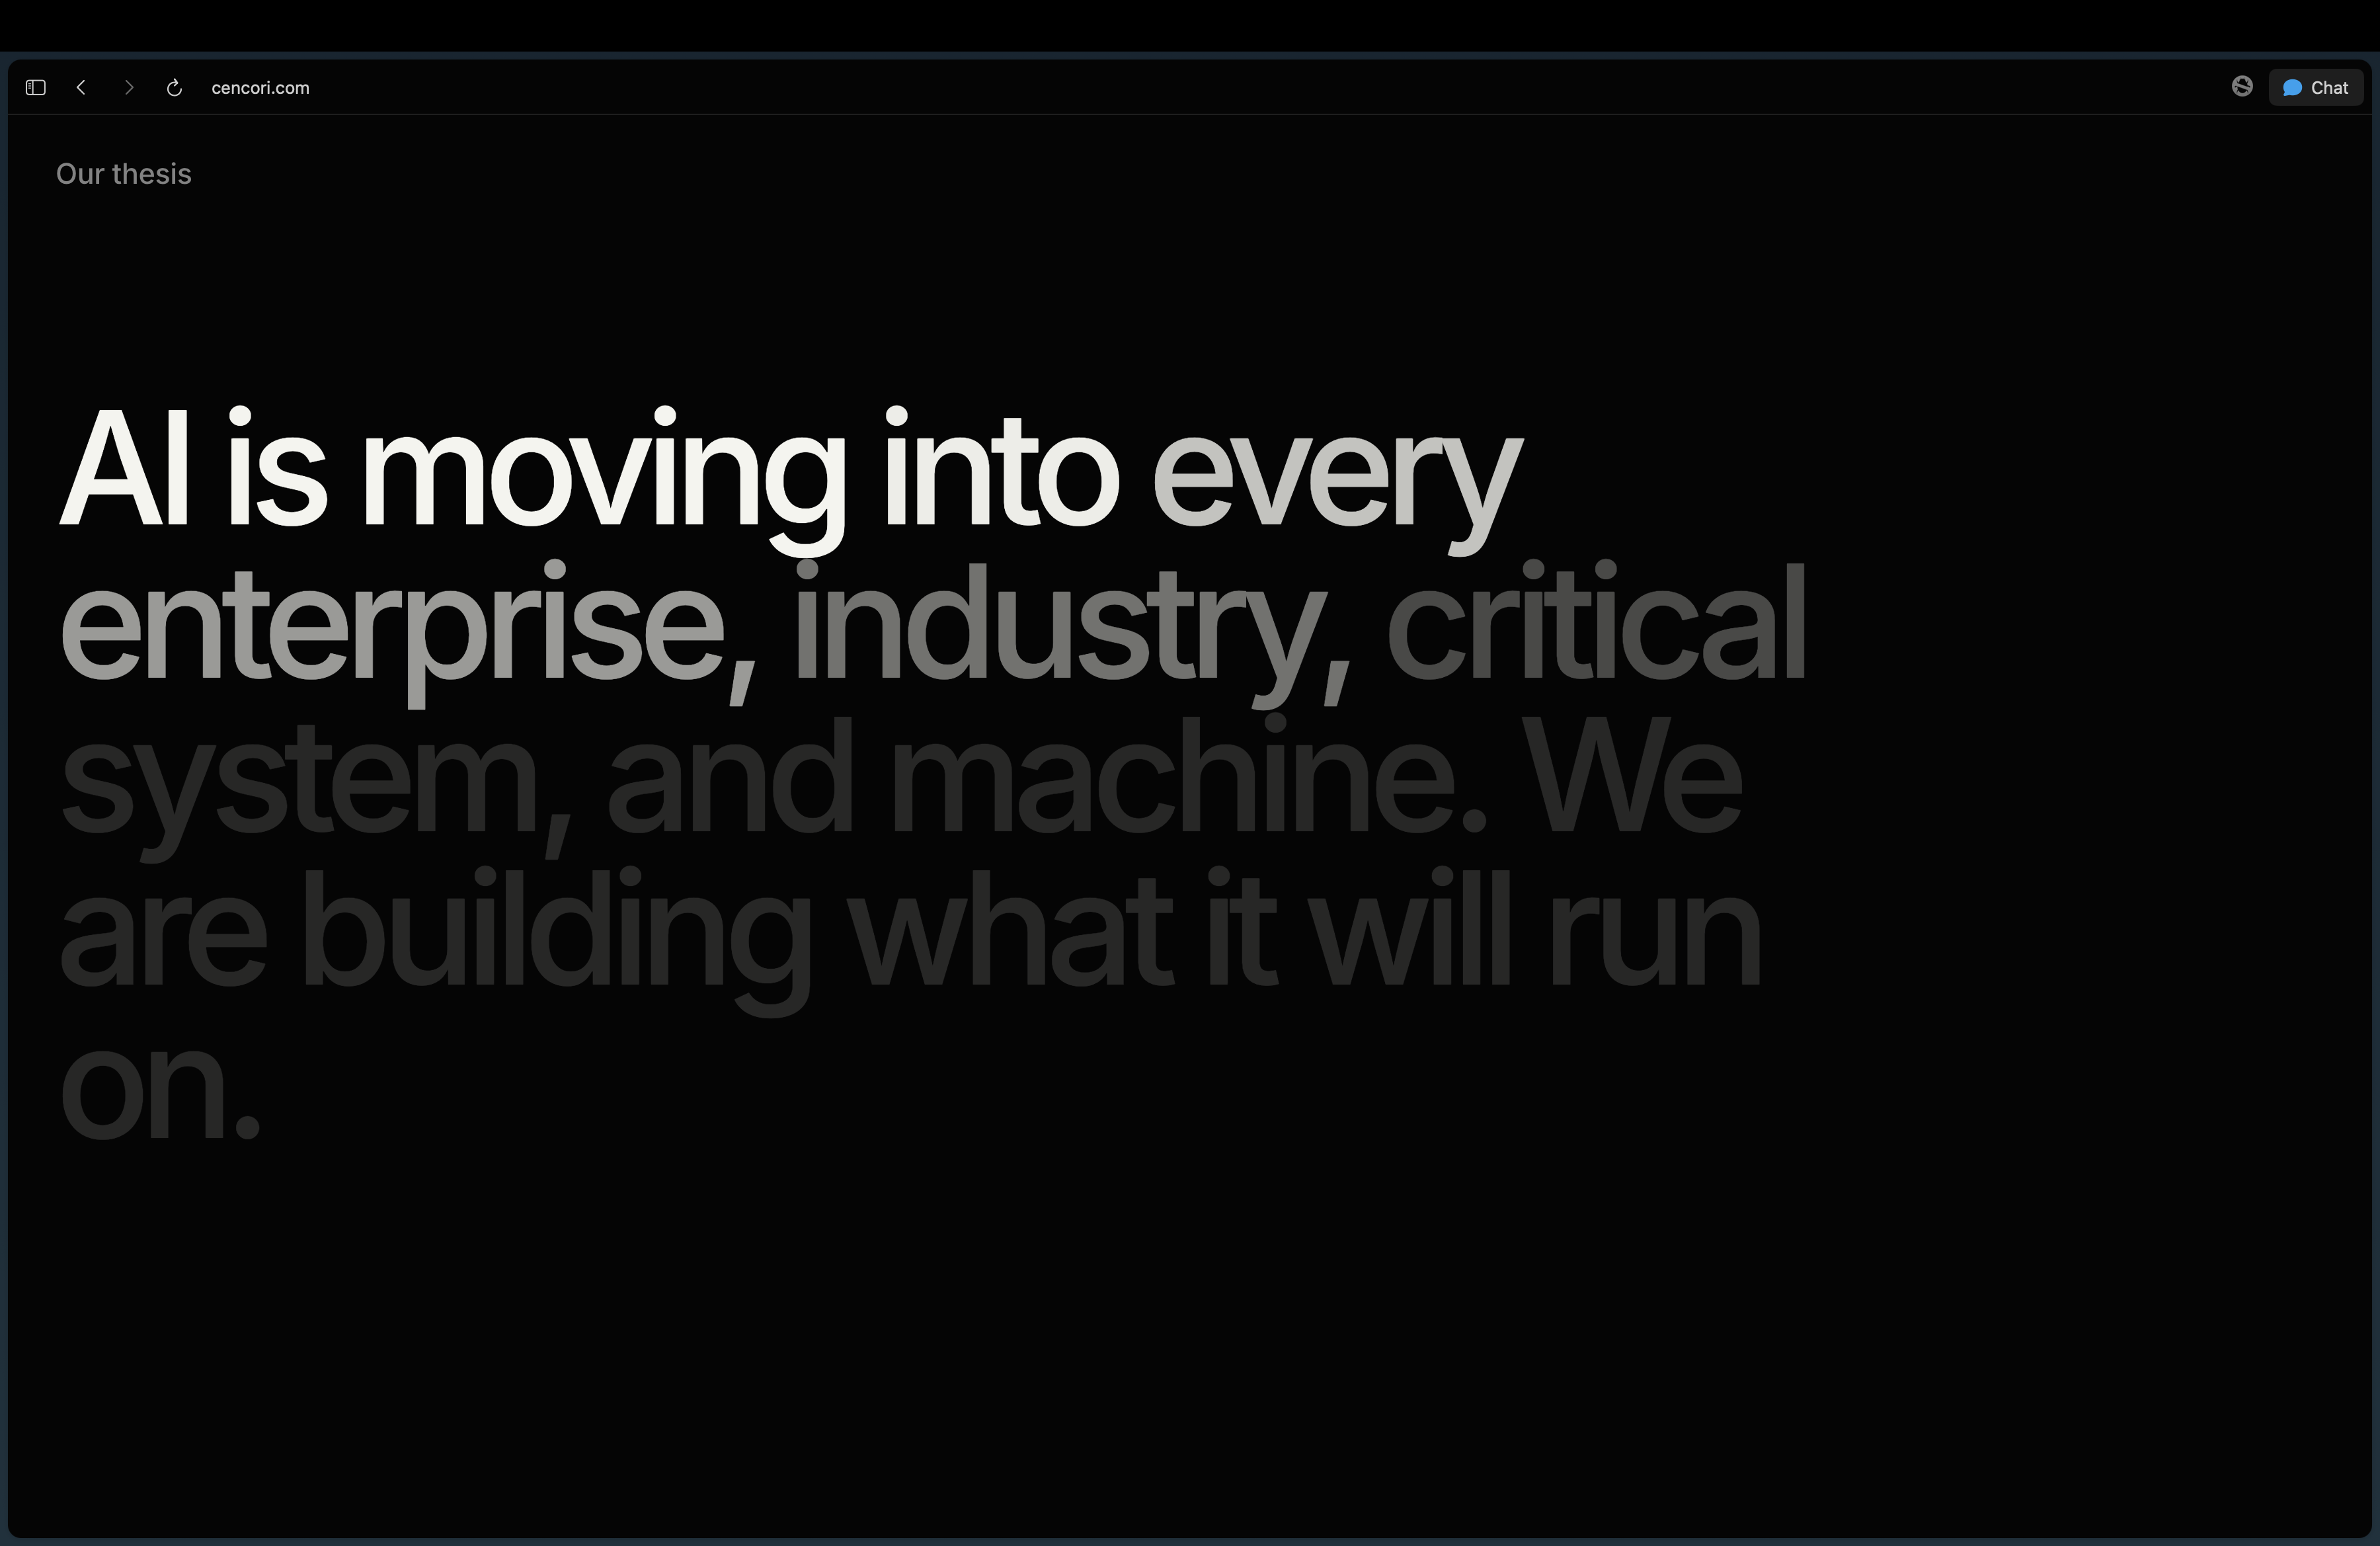 cencori.com
Chat
Our thesis
AI is moving into every
enterprise, industry, critical
system, and machine. We
are building what it will run
on.